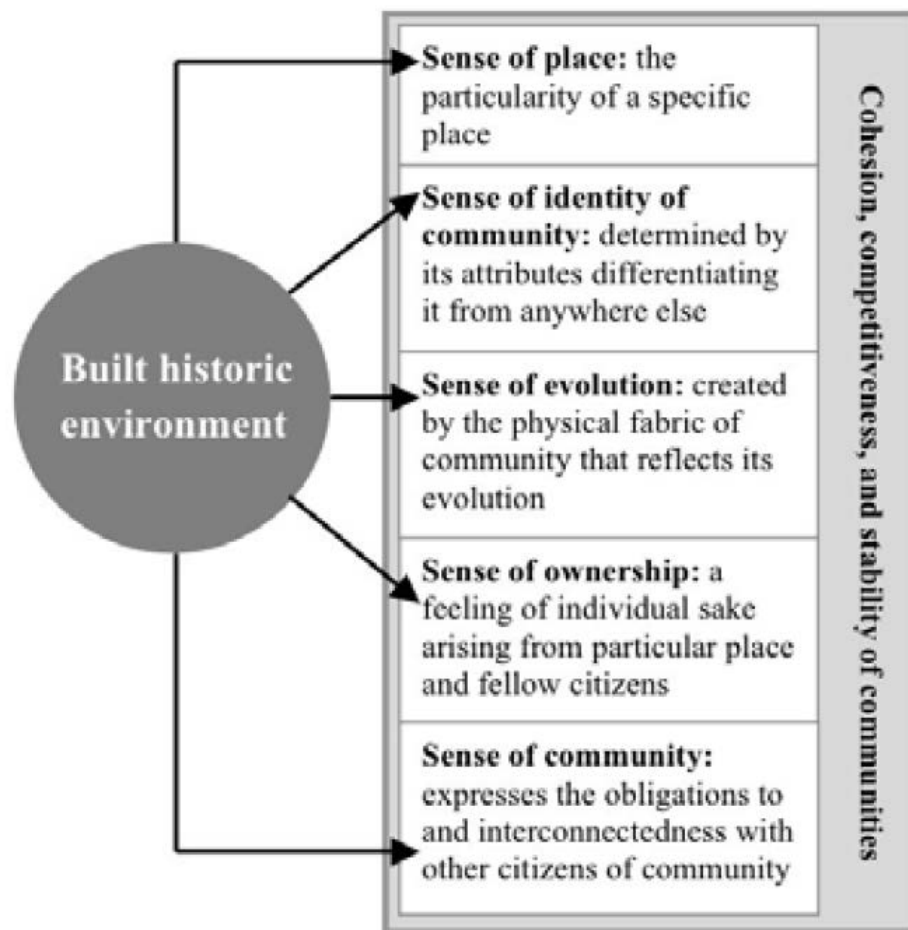 Sense of place: the
particularity of a specific
place
Sense of identity of
community: determined by
its attributes differentiating
it from anywhere else
Built historic
environment
Sense of evolution: created
by the physical fabric of
community that reflects its
evolution
Sense of ownership: a
feeling of individual sake
arising from particular place
and fellow citizens
Sense of community:
expresses the obligations to
and interconnectedness with
other citizens of community
Cohesion, competitiveness, and stability of communities